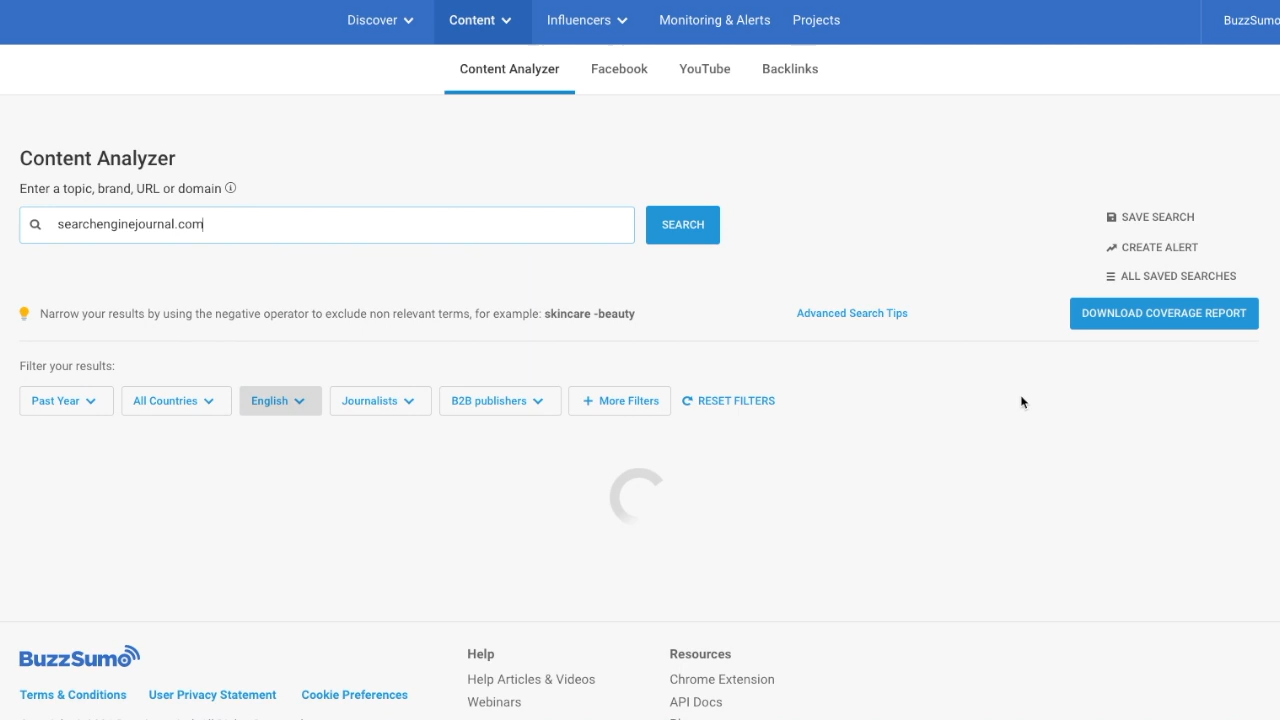 Discover Content Influencers Monitoring & Alerts Projects BuzzSumo
Content Analyzer Facebook YouTube Backlinks
Content Analyzer
Enter a topic, brand, URL or domain
searchenginejournal.com SEARCH
SAVE SEARCH
CREATE ALERT
ALL SAVED SEARCHES
Narrow your results by using the negative operator to exclude non relevant terms, for example: skincare -beauty Advanced Search Tips DOWNLOAD COVERAGE REPORT
Filter your results:
Past Year All Countries English Journalists B2B publishers + More Filters RESET FILTERS
BuzzSumo Help Resources
Help Articles & Videos Chrome Extension
Terms & Conditions User Privacy Statement Cookie Preferences
Webinars API Docs